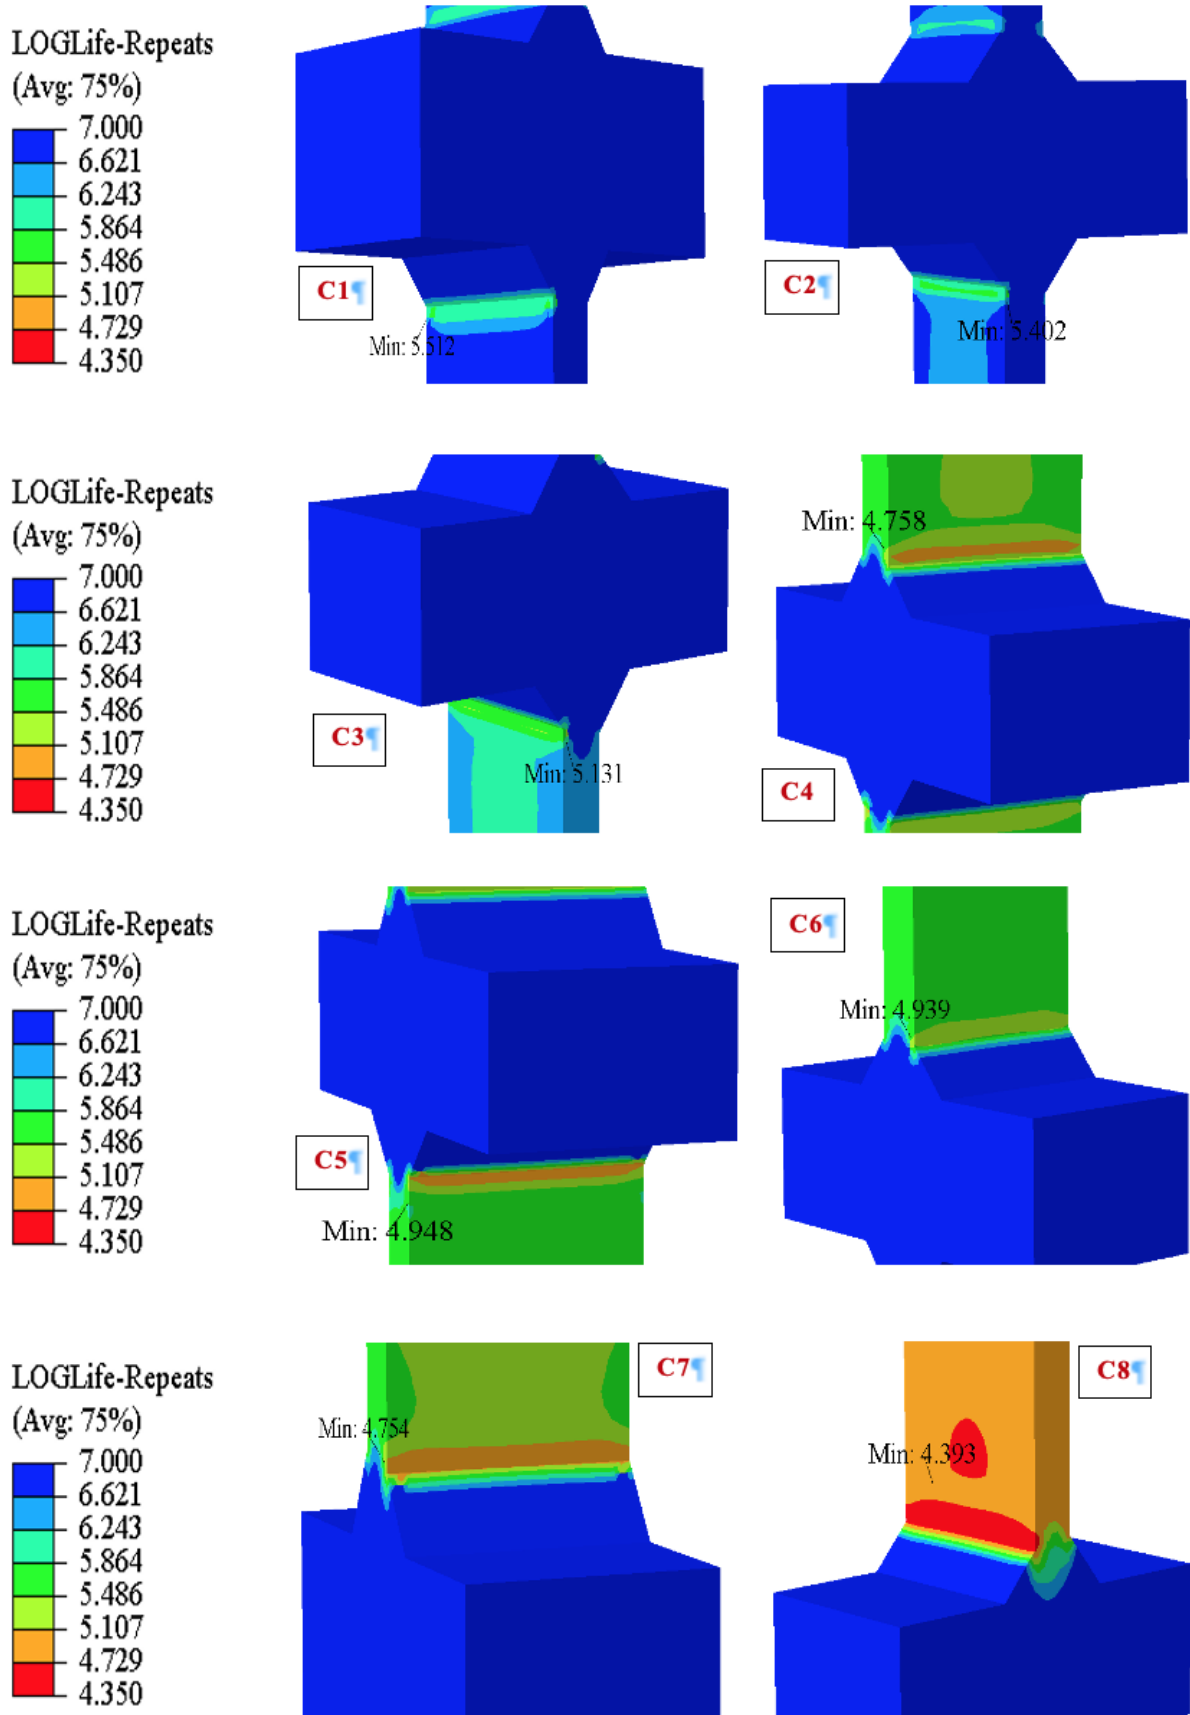 LOGLife-Repeats
(Avg: 75%)
7.000
6.621
6.243
5.864
5.486
5.107
4.729
4.350
C1¶
Min: 5.512
C2¶
Min: 5.402
LOGLife-Repeats
(Avg: 75%)
7.000
6.621
6.243
5.864
5.486
5.107
4.729
4.350
C3¶
Min: 5.131
Min: 4.758
C4
LOGLife-Repeats
(Avg: 75%)
7.000
6.621
6.243
5.864
5.486
5.107
4.729
4.350
C5¶
Min: 4.948
C6¶
Min: 4.939
LOGLife-Repeats
(Avg: 75%)
7.000
6.621
6.243
5.864
5.486
5.107
4.729
4.350
C7¶
Min: 4.754
C8¶
Min: 4.393